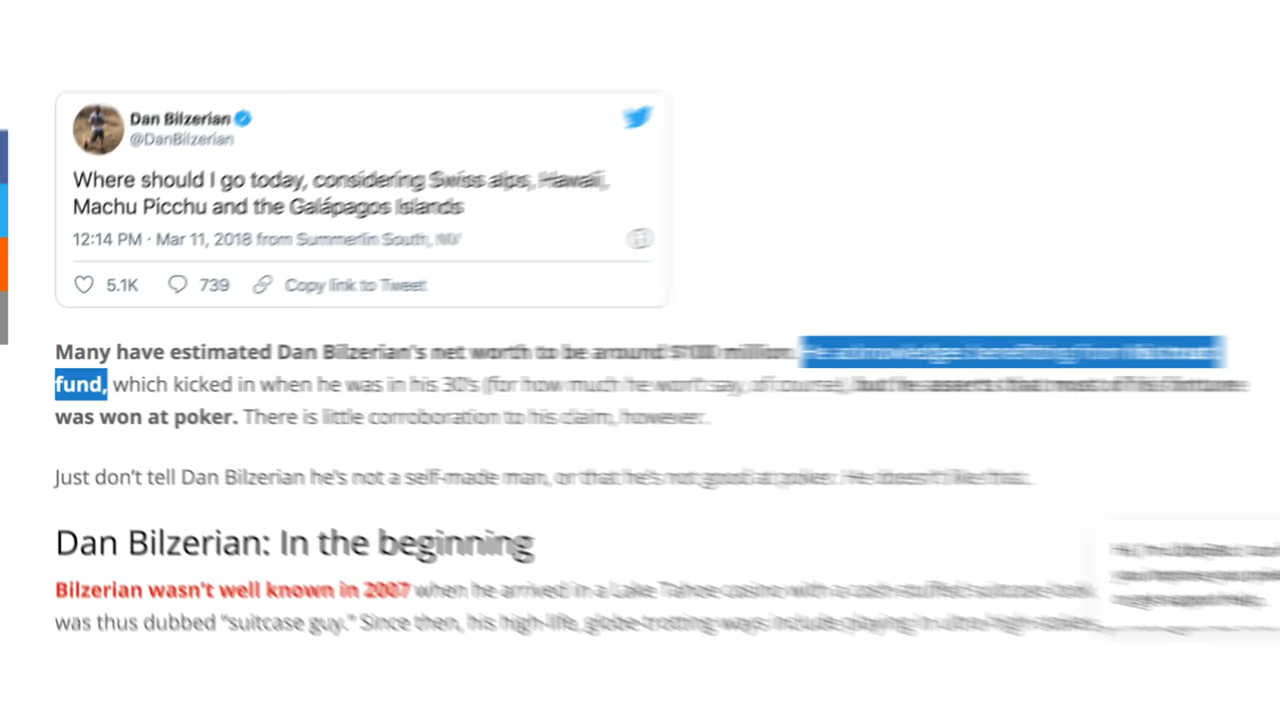 Dan Bilzerian
@DanBilzerian
Where should I go today, considering Swiss alps, Hawaii,
Machu Picchu and the Galápagos Islands
12:14 PM · Mar 11, 2018 from Summerlin South, NV
5.1K 739 Copy link to Tweet
Many have estimated Dan Bilzerian's net worth to be around $100 million. He acknowledges benefitting from his trust
fund, which kicked in when he was in his 30's (for how much he won't say, of course), but he asserts that most of his fortune
was won at poker. There is little corroboration to his claim, however.
Just don't tell Dan Bilzerian he's not a self-made man, or that he's not good at poker. He doesn't like that.
Dan Bilzerian: In the beginning
Bilzerian wasn't well known in 2007 when he arrived in a Lake Tahoe casino with a cash-stuffed suitcase
was thus dubbed “suitcase guy.” Since then, his high-life, globe-trotting ways include playing in ultra-high-stakes